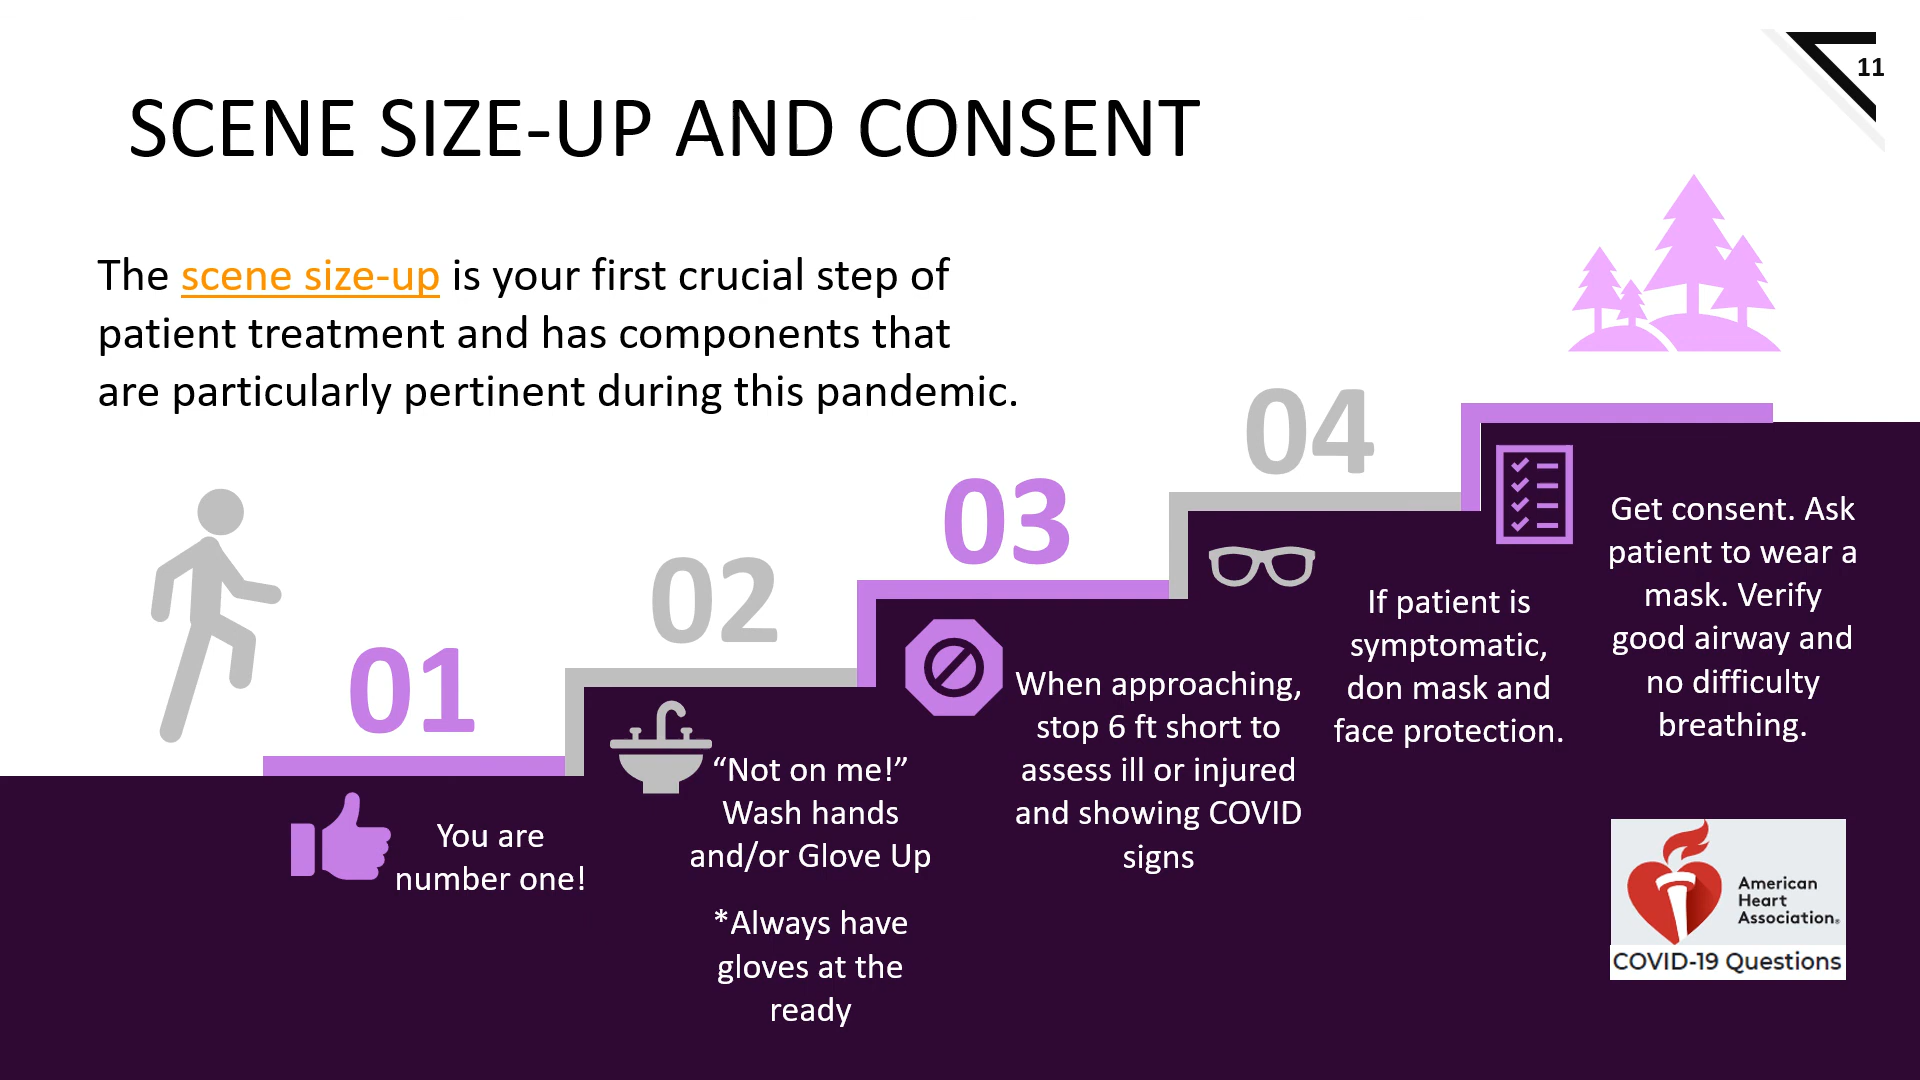 11
SCENE SIZE-UP AND CONSENT
The scene size-up is your first crucial step of
patient treatment and has components that
are particularly pertinent during this pandemic.
01
You are
number one!
02
“Not on me!”
Wash hands
and/or Glove Up
*Always have
gloves at the
ready
03
When approaching,
stop 6 ft short to
assess ill or injured
and showing COVID
signs
04
If patient is
symptomatic,
don mask and
face protection.
Get consent. Ask
patient to wear a
mask. Verify
good airway and
no difficulty
breathing.
American
Heart
Association®
COVID-19 Questions